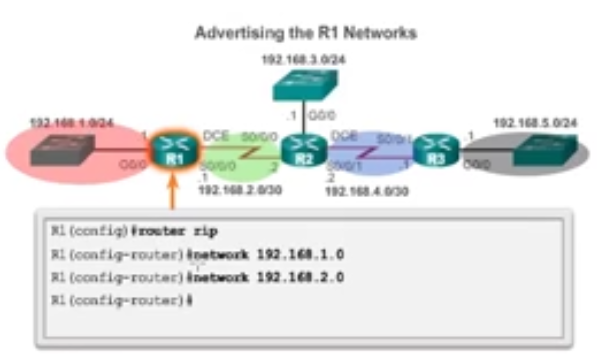 Advertising the R1 Networks
192.168.3.0/24
.1 G0/0
192.168.1.0/24
192.168.5.0/24
.1 DCE S0/0/0 DCE S0/0/1 .1
R1 R2 R3
G0/0 S0/0/0 .2 S0/0/1 .1 G0/0
.1 .2
192.168.2.0/30 192.168.4.0/30
R1(config)#router rip
R1(config-router)#network 192.168.1.0
R1(config-router)#network 192.168.2.0
R1(config-router)#